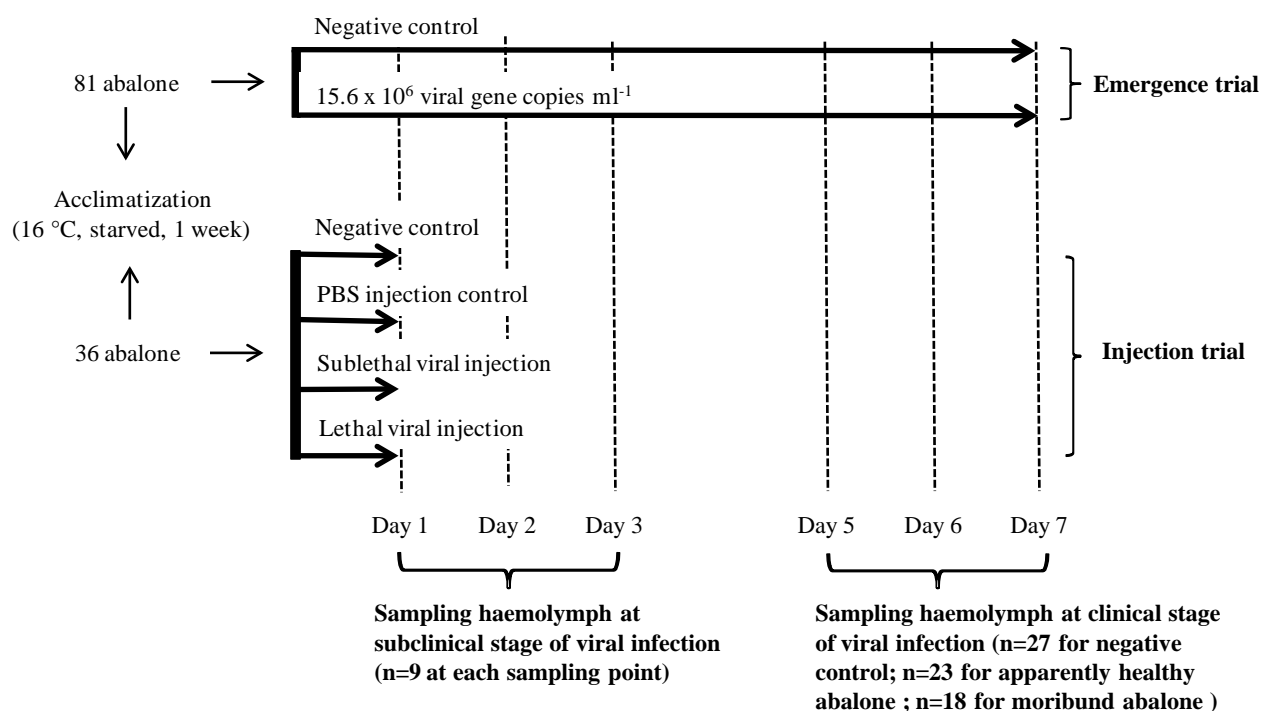 Negative control
81 abalone
15.6 x 10⁶ viral gene copies ml⁻¹
Emergence trial
Acclimatization
(16 °C, starved, 1 week)
Negative control
PBS injection control
36 abalone
Sublethal viral injection
Injection trial
Lethal viral injection
Day 1
Day 2
Day 3
Day 5
Day 6
Day 7
Sampling haemolymph at
subclinical stage of viral infection
(n=9 at each sampling point)
Sampling haemolymph at clinical stage
of viral infection (n=27 for negative
control; n=23 for apparently healthy
abalone ; n=18 for moribund abalone )